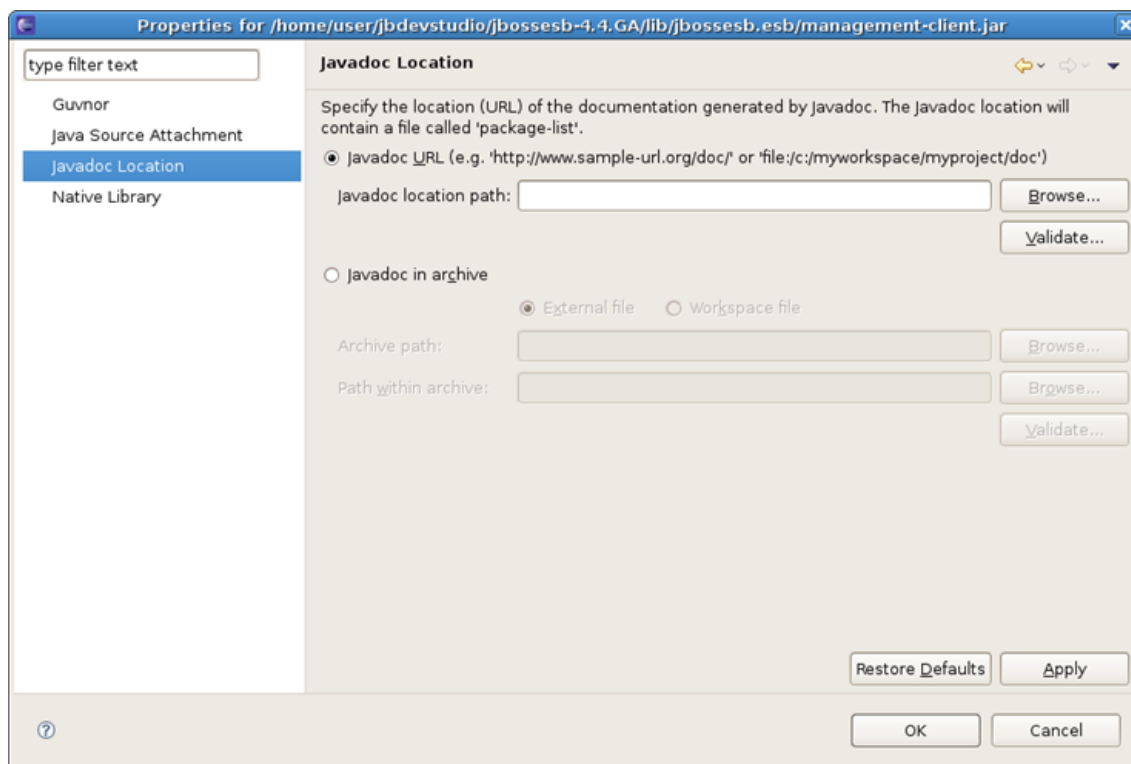 Properties for /home/user/jbdevstudio/jbossesb-4.4.GA/lib/jbossesb.esb/management-client.jar
type filter text
Guvnor
Java Source Attachment
Javadoc Location
Native Library
Javadoc Location
Specify the location (URL) of the documentation generated by Javadoc. The Javadoc location will
contain a file called 'package-list'.
Javadoc URL (e.g. 'http://www.sample-url.org/doc/' or 'file:/c:/myworkspace/myproject/doc')
Javadoc location path: Browse...
Validate...
Javadoc in archive
External file Workspace file
Archive path: Browse...
Path within archive: Browse...
Validate...
Restore Defaults Apply
? OK Cancel